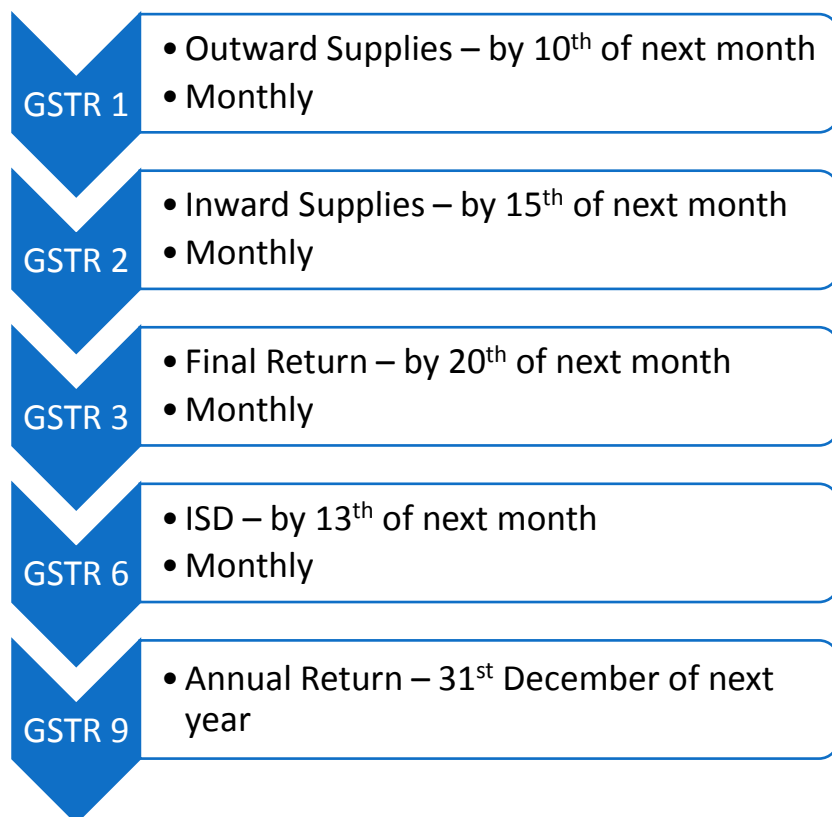 GSTR 1
• Outward Supplies – by 10th of next month
• Monthly
GSTR 2
• Inward Supplies – by 15th of next month
• Monthly
GSTR 3
• Final Return – by 20th of next month
• Monthly
GSTR 6
• ISD – by 13th of next month
• Monthly
GSTR 9
• Annual Return – 31st December of next
year